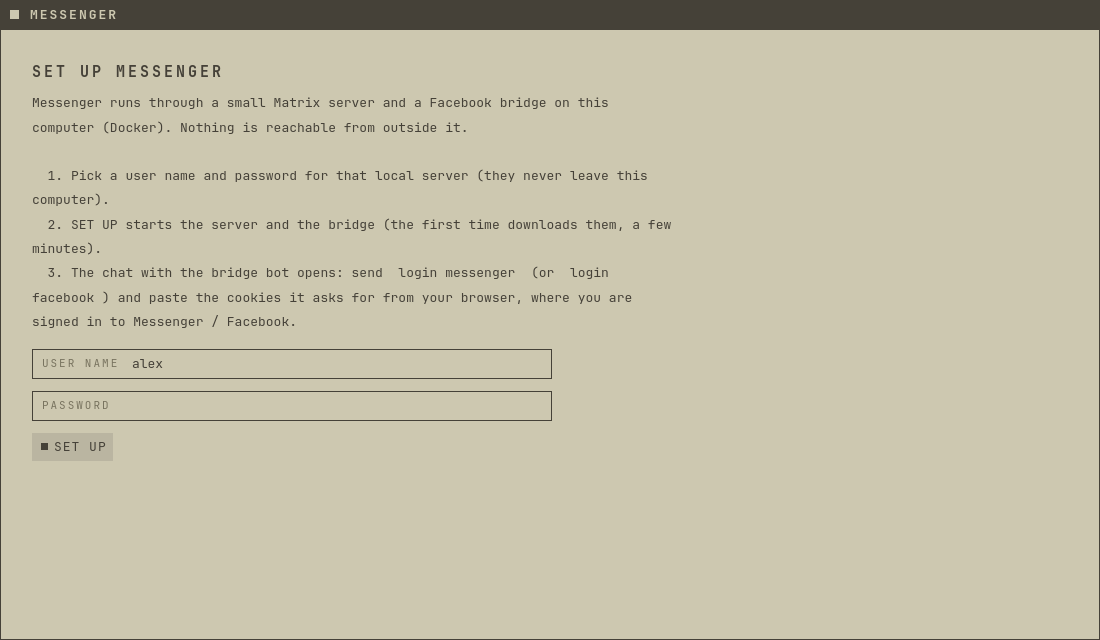 MESSENGER
SET UP MESSENGER
Messenger runs through a small Matrix server and a Facebook bridge on this
computer (Docker). Nothing is reachable from outside it.
1. Pick a user name and password for that local server (they never leave this
computer).
2. SET UP starts the server and the bridge (the first time downloads them, a few
minutes).
3. The chat with the bridge bot opens: send  login messenger  (or  login
facebook ) and paste the cookies it asks for from your browser, where you are
signed in to Messenger / Facebook.
USER NAME alex
PASSWORD
SET UP